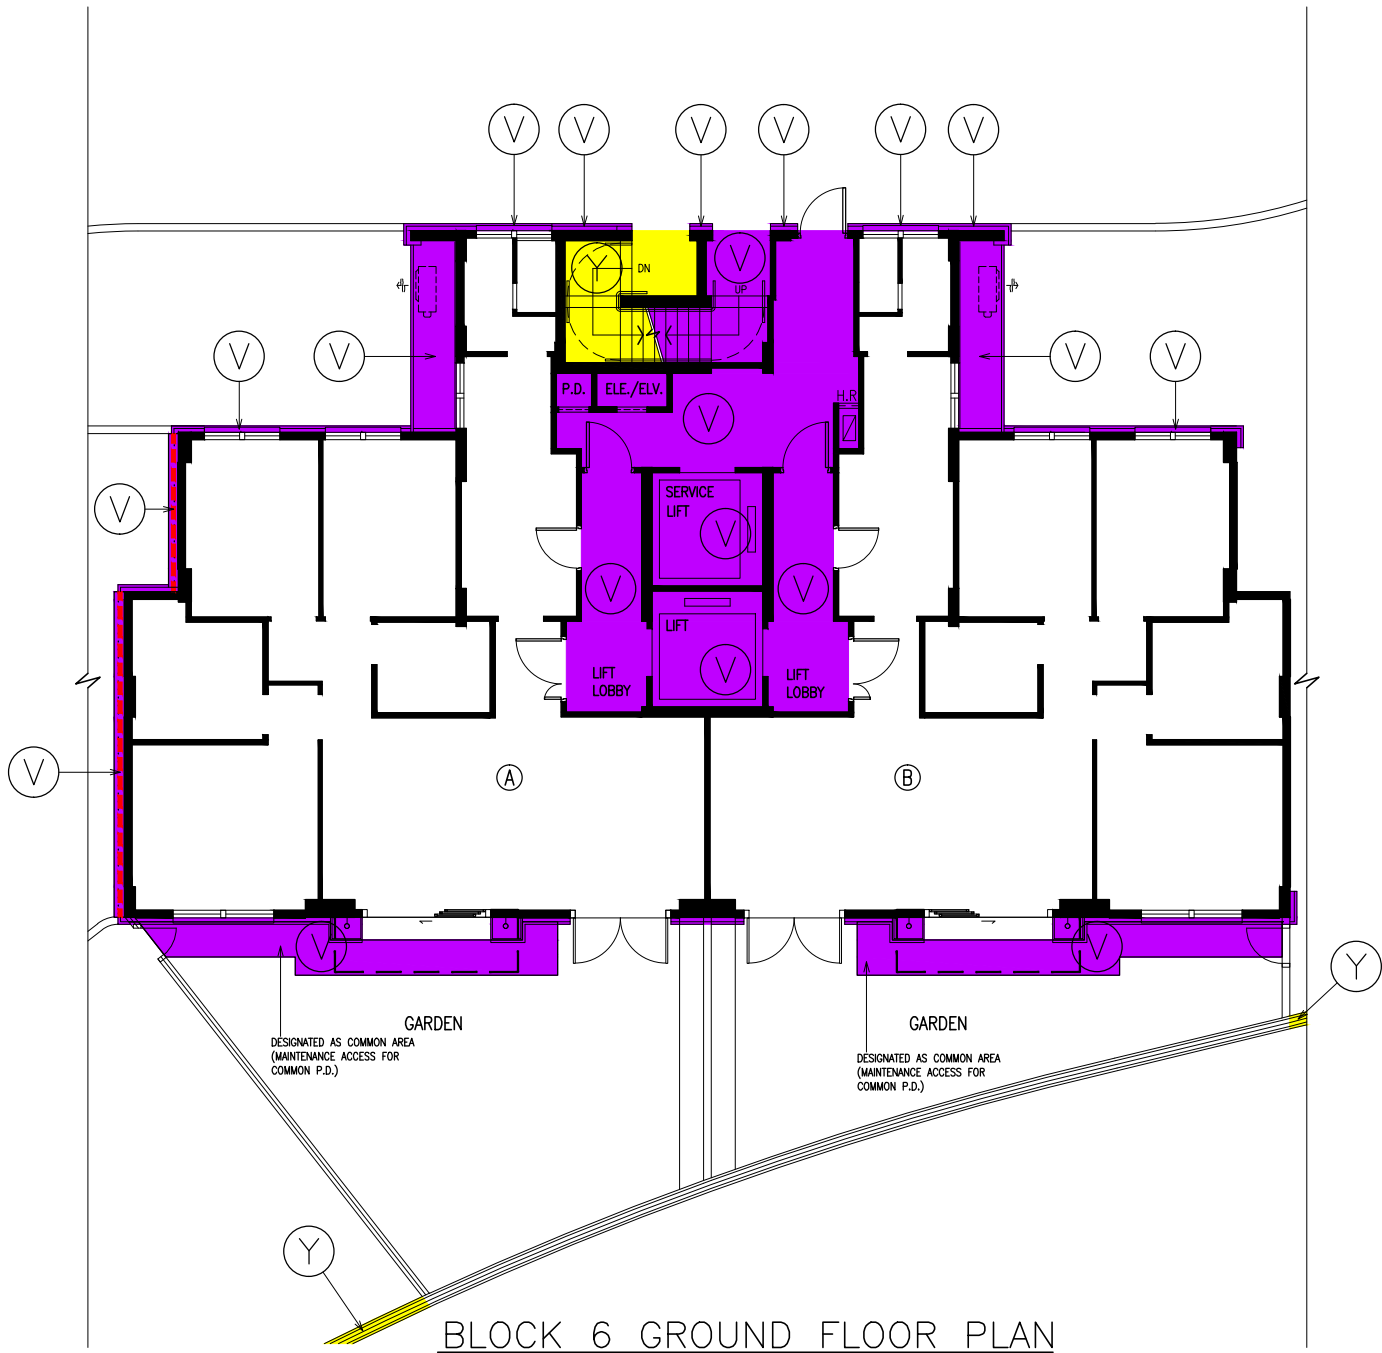 V V V V V V
Y DN V
UP
V V V V
P.D. ELE./ELV. H.R
V
SERVICE
LIFT
V
V
V V
LIFT
V
LIFT
LOBBY
LIFT
LOBBY
V
A B
V V
Y
GARDEN GARDEN
DESIGNATED AS COMMON AREA
(MAINTENANCE ACCESS FOR
COMMON P.D.)
DESIGNATED AS COMMON AREA
(MAINTENANCE ACCESS FOR
COMMON P.D.)
Y
BLOCK 6 GROUND FLOOR PLAN